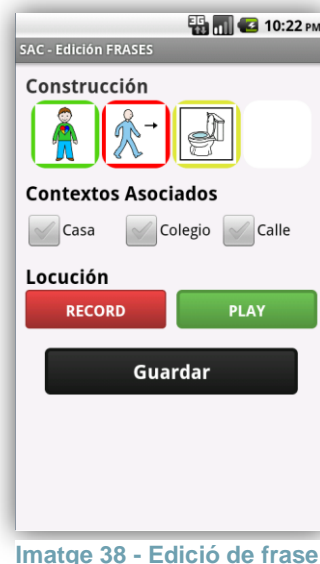 3G 10:22 PM
SAC - Edición FRASES
Construcción
Contextos Asociados
Casa Colegio Calle
Locución
RECORD PLAY
Guardar
Imatge 38 - Edició de frase